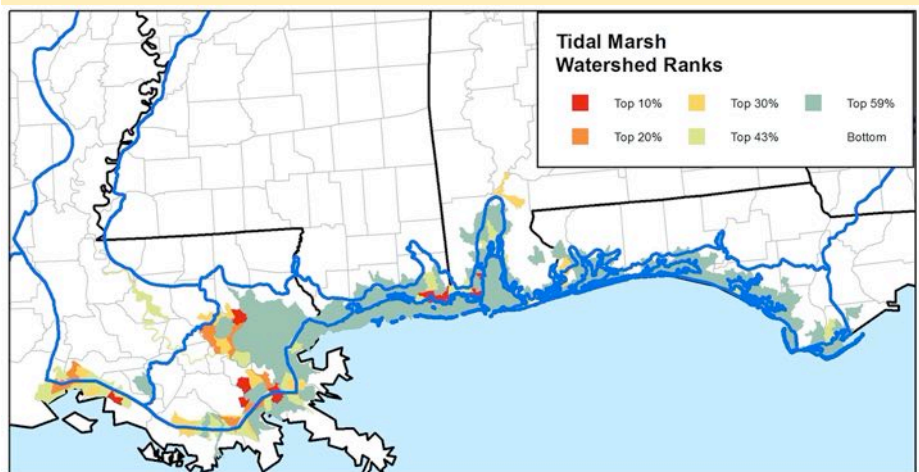 Tidal Marsh
Watershed Ranks
Top 10% Top 30% Top 59%
Top 20% Top 43% Bottom